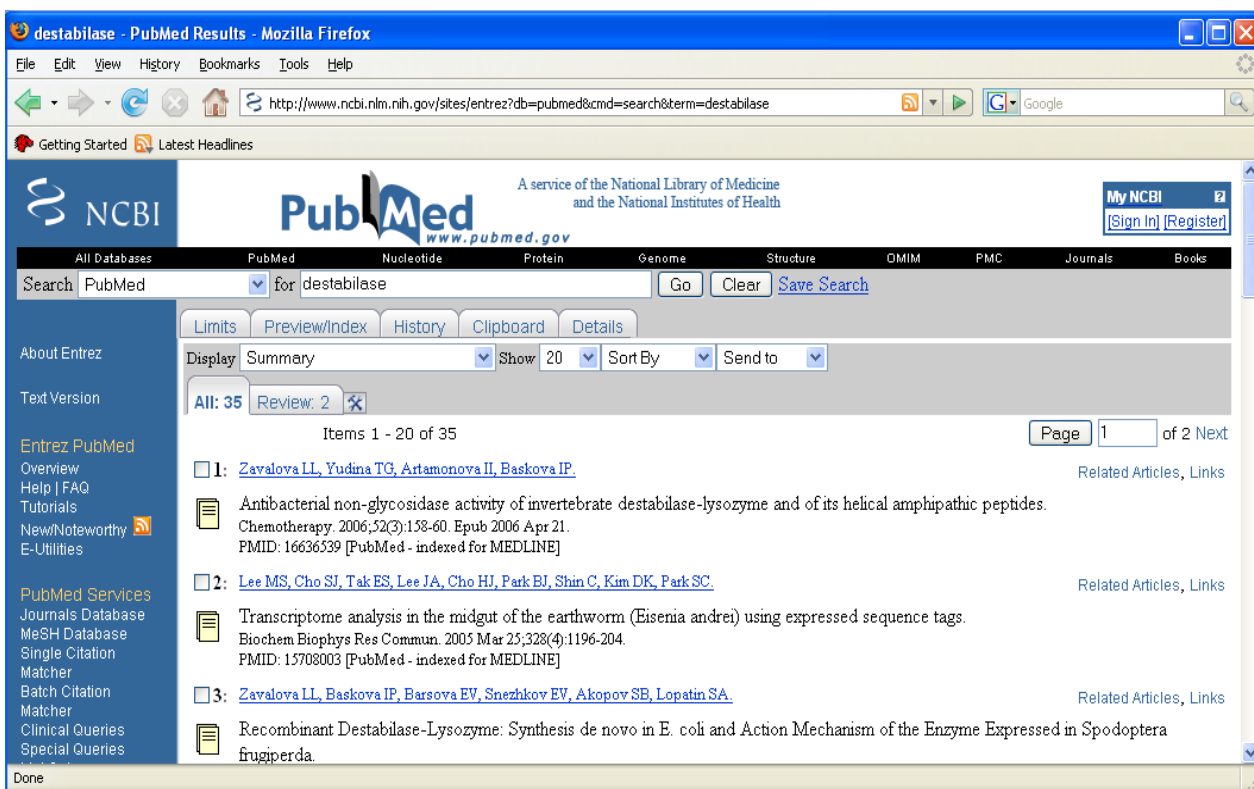 destabilase - PubMed Results - Mozilla Firefox
File Edit View History Bookmarks Tools Help
http://www.ncbi.nlm.nih.gov/sites/entrez?db=pubmed&cmd=search&term=destabilase G Google
Getting Started Latest Headlines
NCBI
PubMed
www.pubmed.gov
A service of the National Library of Medicine
and the National Institutes of Health
My NCBI ?
[Sign In] [Register]
All Databases PubMed Nucleotide Protein Genome Structure OMIM PMC Journals Books
Search PubMed for destabilase Go Clear Save Search
Limits Preview/Index History Clipboard Details
About Entrez
Display Summary Show 20 Sort By Send to
Text Version
All: 35 Review: 2
Items 1 - 20 of 35 Page 1 of 2 Next
Entrez PubMed
Overview
Help | FAQ
Tutorials
New/Noteworthy
E-Utilities
PubMed Services
Journals Database
MeSH Database
Single Citation
Matcher
Batch Citation
Matcher
Clinical Queries
Special Queries
1: Zavalova LL, Yudina TG, Artamonova II, Baskova IP. Related Articles, Links
Antibacterial non-glycosidase activity of invertebrate destabilase-lysozyme and of its helical amphipathic peptides.
Chemotherapy. 2006;52(3):158-60. Epub 2006 Apr 21.
PMID: 16636539 [PubMed - indexed for MEDLINE]
2: Lee MS, Cho SJ, Tak ES, Lee JA, Cho HJ, Park BJ, Shin C, Kim DK, Park SC. Related Articles, Links
Transcriptome analysis in the midgut of the earthworm (Eisenia andrei) using expressed sequence tags.
Biochem Biophys Res Commun. 2005 Mar 25;328(4):1196-204.
PMID: 15708003 [PubMed - indexed for MEDLINE]
3: Zavalova LL, Baskova IP, Barsova EV, Snezhkov EV, Akopov SB, Lopatin SA. Related Articles, Links
Recombinant Destabilase-Lysozyme: Synthesis de novo in E. coli and Action Mechanism of the Enzyme Expressed in Spodoptera
frugiperda.
Done